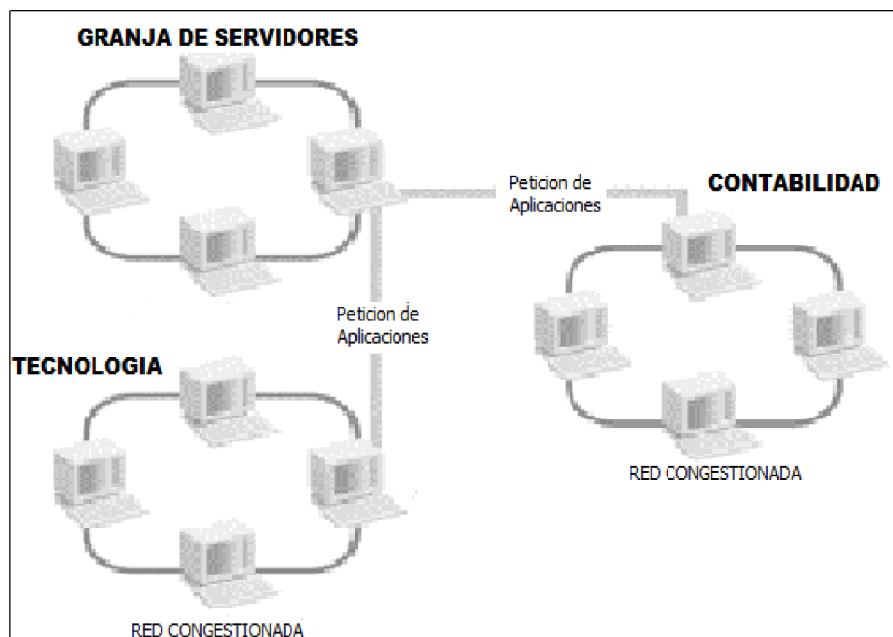 GRANJA DE SERVIDORES
Peticion de
Aplicaciones
CONTABILIDAD
Peticion de
Aplicaciones
TECNOLOGIA
RED CONGESTIONADA
RED CONGESTIONADA